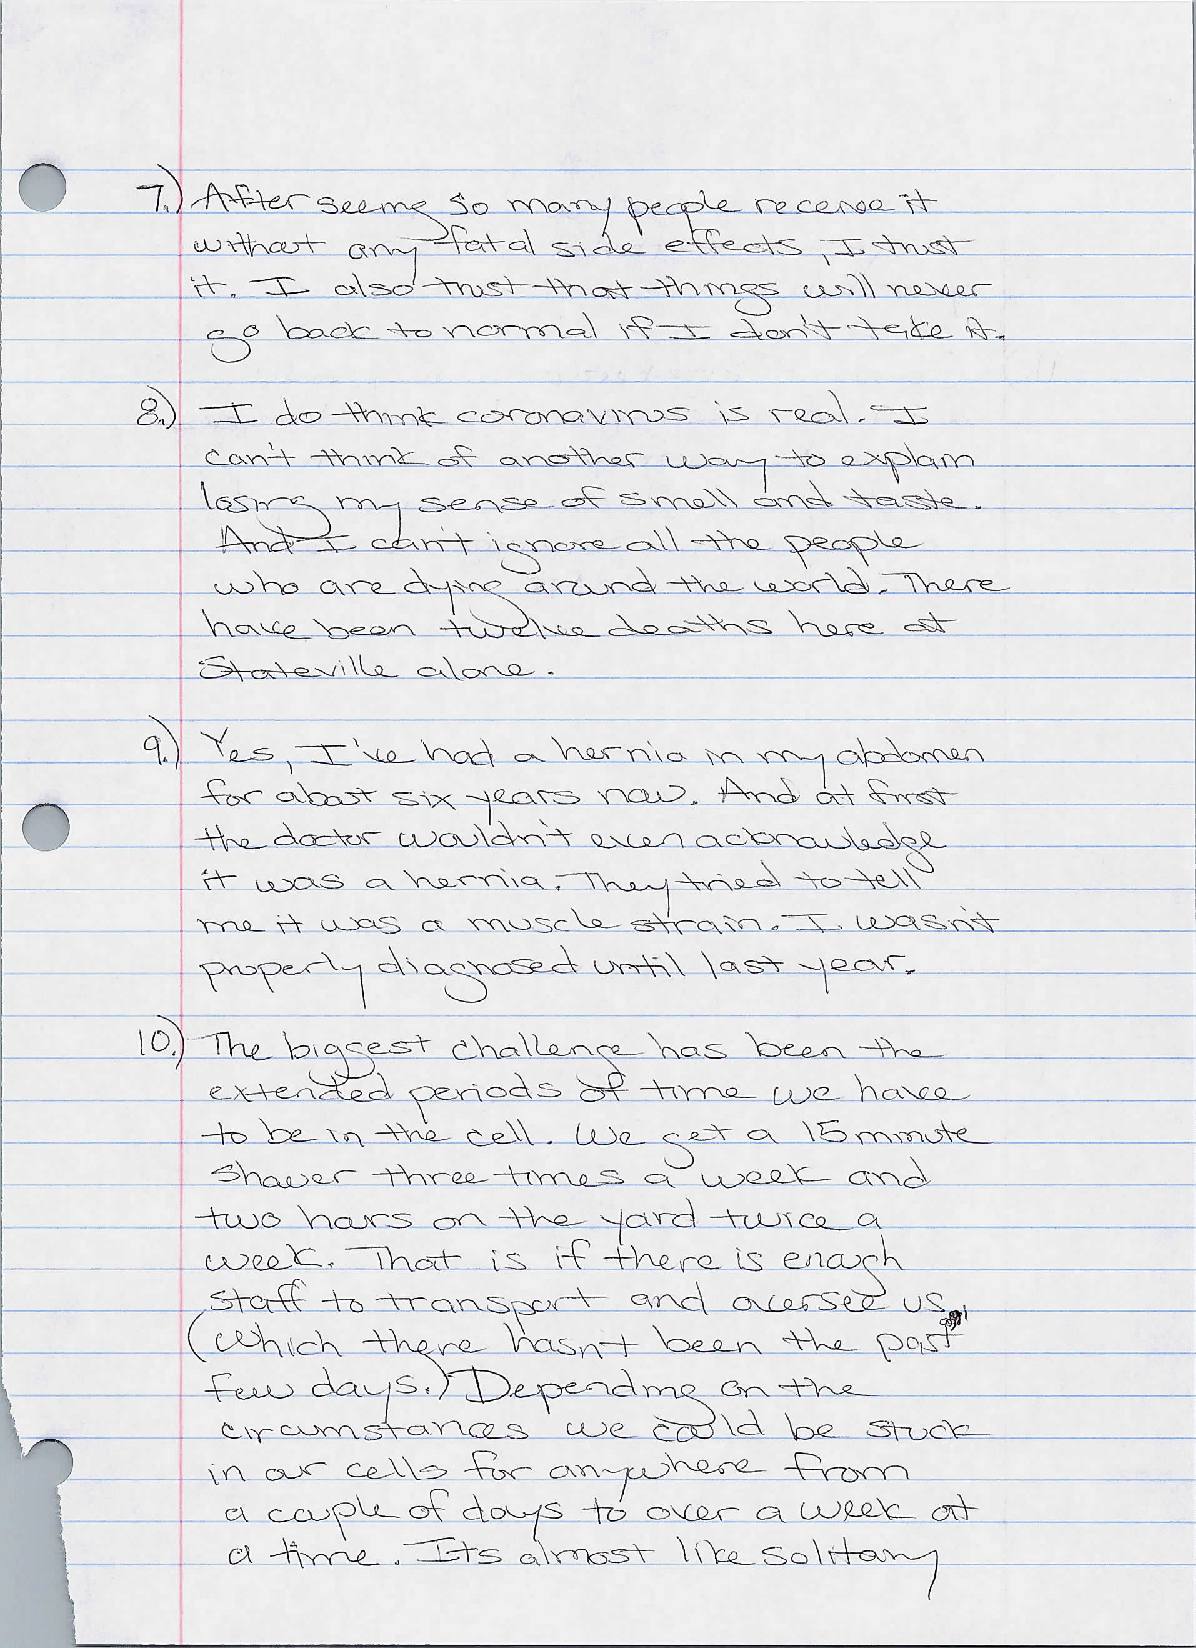 7.) After seeing so many people receive it
without any fatal side effects, I trust
it. I also trust that things will never
go back to normal if I don't take it.
8.) I do think coronavirus is real. I
can't think of another way to explain
losing my sense of smell and taste.
And I can't ignore all the people
who are dying around the world. There
have been twelve deaths here at
Stateville alone.
9.) Yes, I've had a hernia in my abdomen
for about six years now. And at first
the doctor wouldn't even acknowledge
it was a hernia. They tried to tell
me it was a muscle strain. I wasn't
properly diagnosed until last year.
10.) The biggest challenge has been the
extended periods of time we have
to be in the cell. We get a 15 minute
shower three times a week and
two hours on the yard twice a
week. That is if there is enough
staff to transport and oversee us
(which there hasn't been the past
few days.) Depending on the
circumstances we could be stuck
in our cells for anywhere from
a couple of days to over a week at
a time. Its almost like solitary